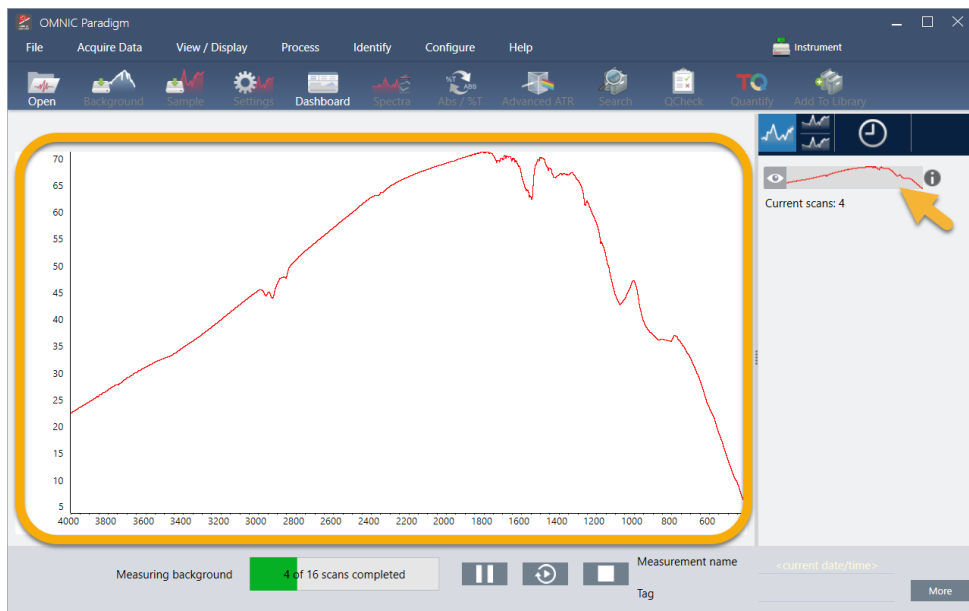 OMNIC Paradigm
File Acquire Data View / Display Process Identify Configure Help Instrument
%T ABS TQ
Open Background Sample Settings Dashboard Spectra Abs / %T Advanced ATR Search QCheck Quantify Add To Library
70
65
60
55
50
45
40
35
30
25
20
15
10
5
4000 3800 3600 3400 3200 3000 2800 2600 2400 2200 2000 1800 1600 1400 1200 1000 800 600
Current scans: 4
Measuring background 4 of 16 scans completed
Measurement name <current date/time>
Tag
More